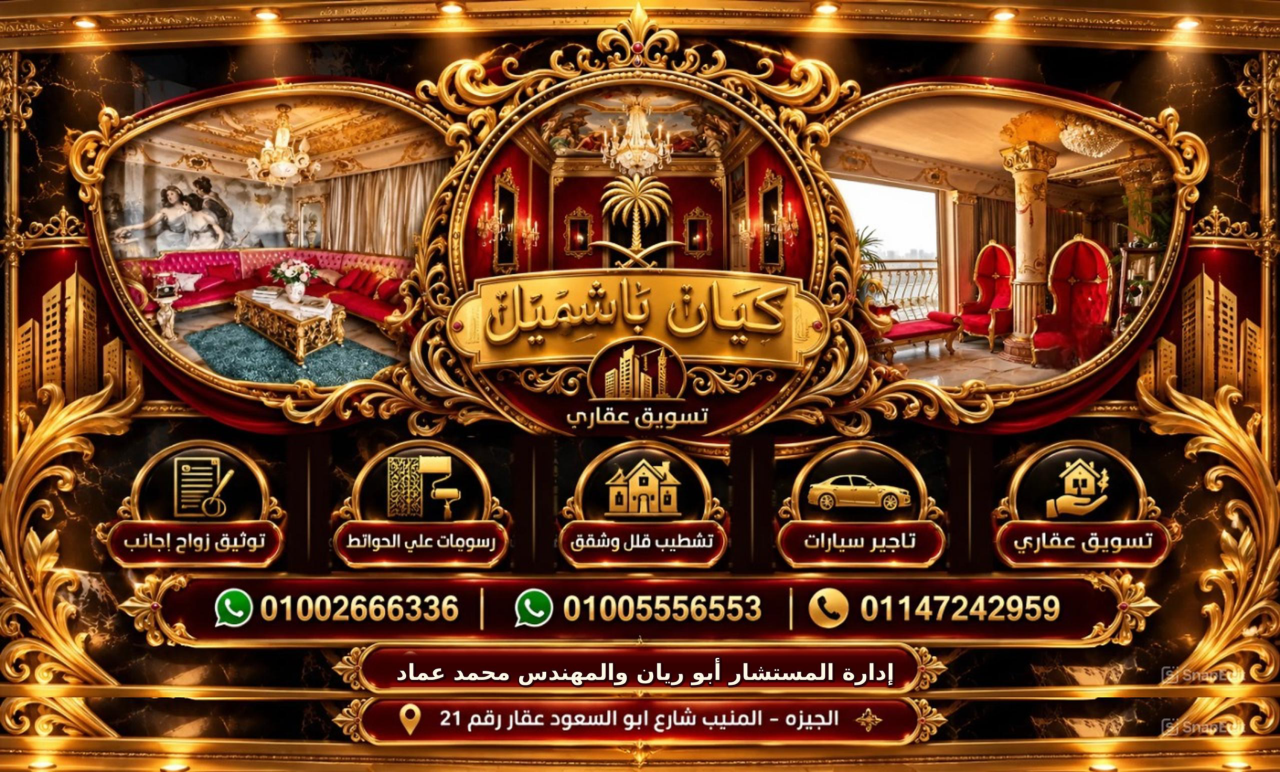 كيان باشميل
تسويق عقاري
توثيق زواج اجانب
رسومات علي الحوائط
تشطيب فلل وشقق
تاجير سيارات
تسويق عقاري
01002666336
01005556553
01147242959
إدارة المستشار أبو ريان والمهندس محمد عماد
الجيزه - المنيب شارع ابو السعود عقار رقم 21